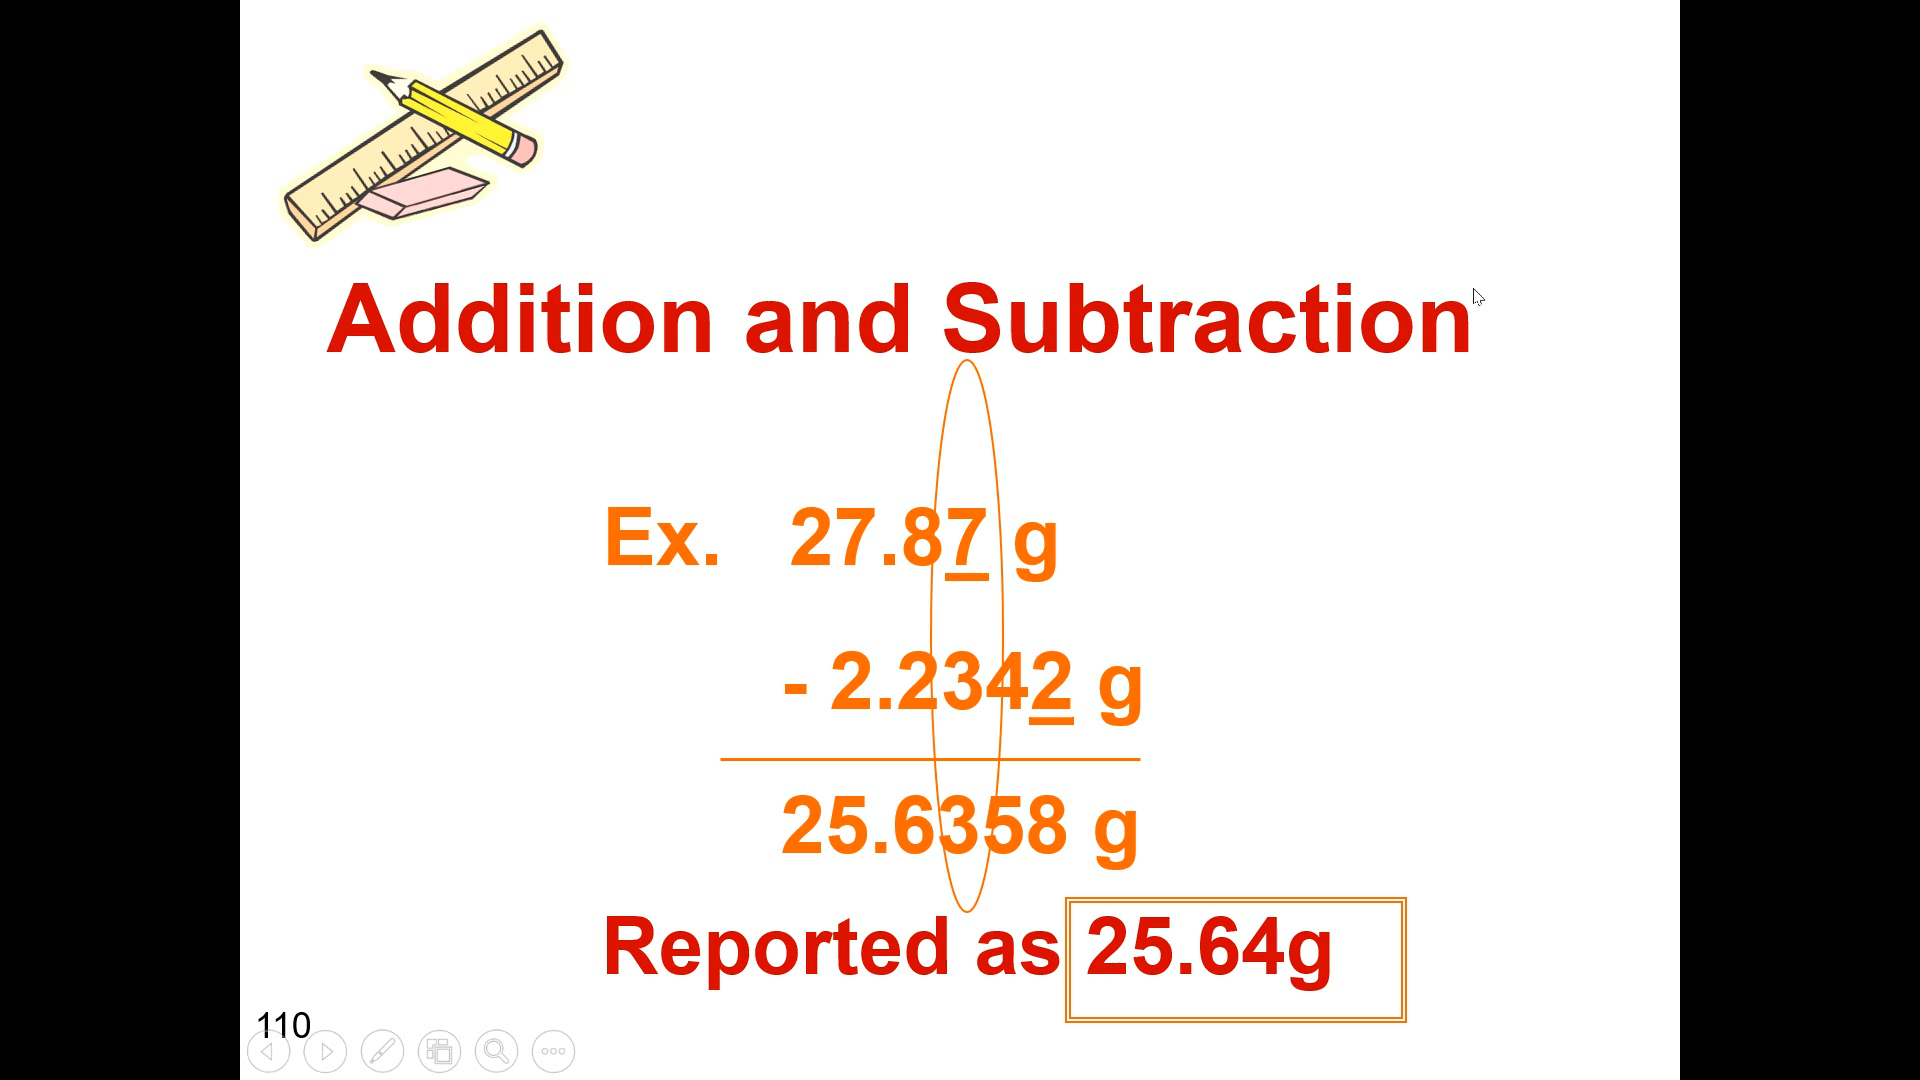 Addition and Subtraction
Ex. 27.87 g
- 2.2342 g
25.6358 g
Reported as 25.64g
110